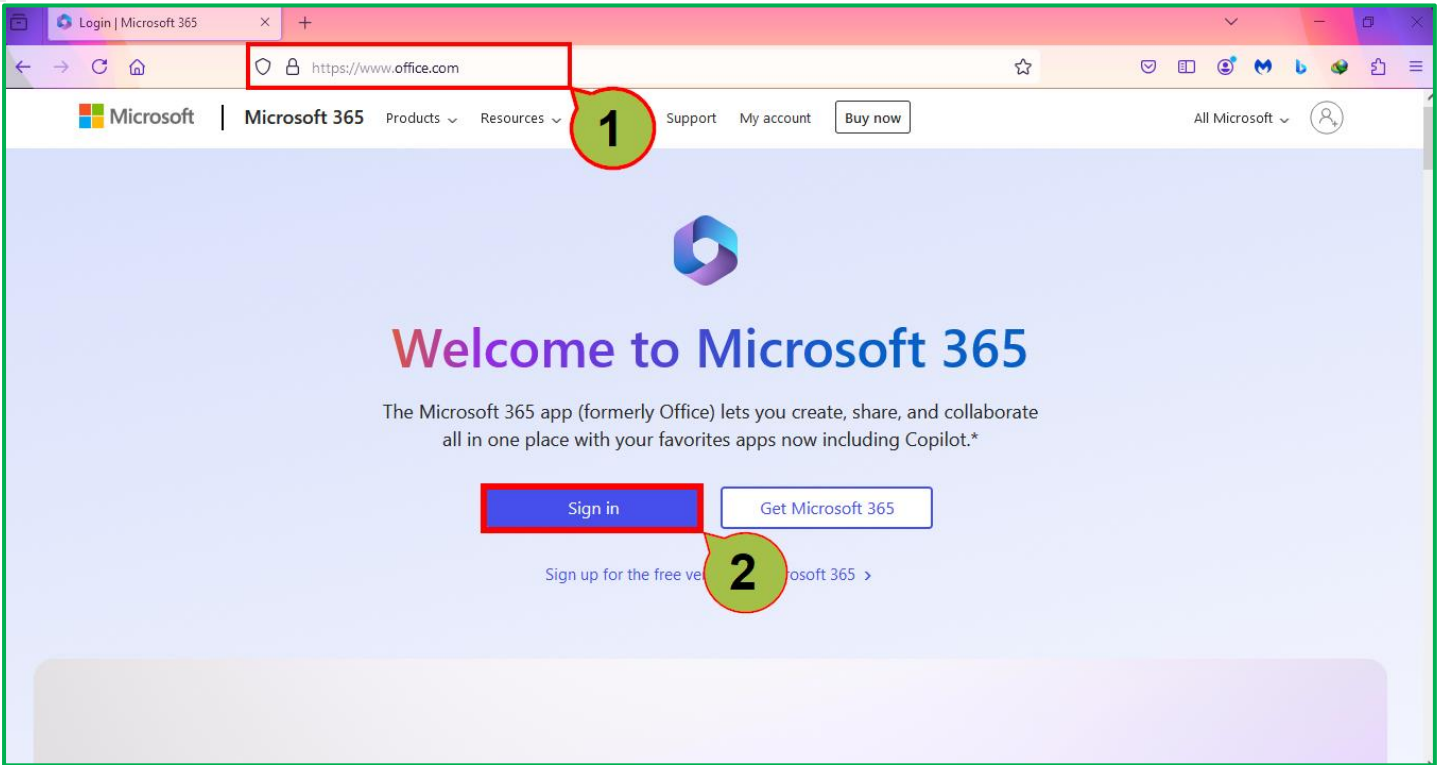 Login | Microsoft 365
https://www.office.com
Microsoft
Microsoft 365 Products Resources Support My account Buy now All Microsoft
1
Welcome to Microsoft 365
The Microsoft 365 app (formerly Office) lets you create, share, and collaborate
all in one place with your favorites apps now including Copilot.*
Sign in
Get Microsoft 365
2
Sign up for the free 365